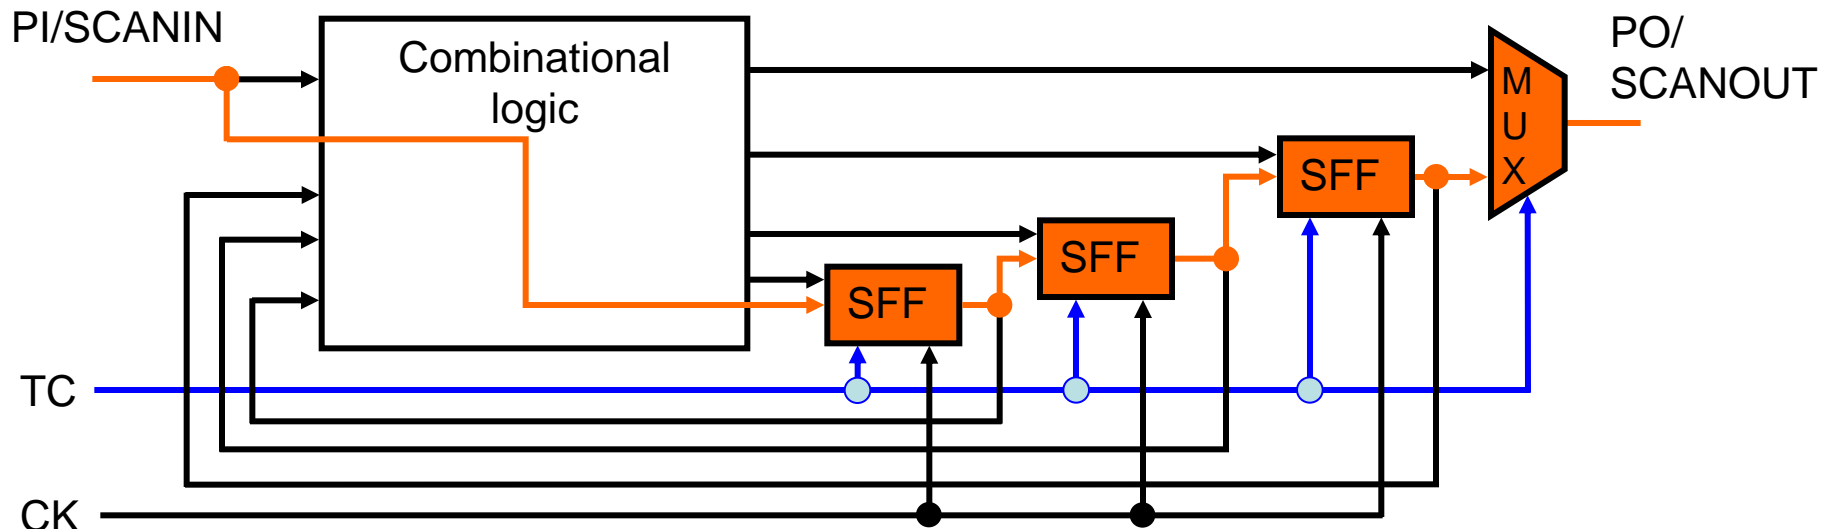 PI/SCANIN
Combinational
logic
PO/
SCANOUT
M
U
X
SFF
SFF
SFF
TC
CK